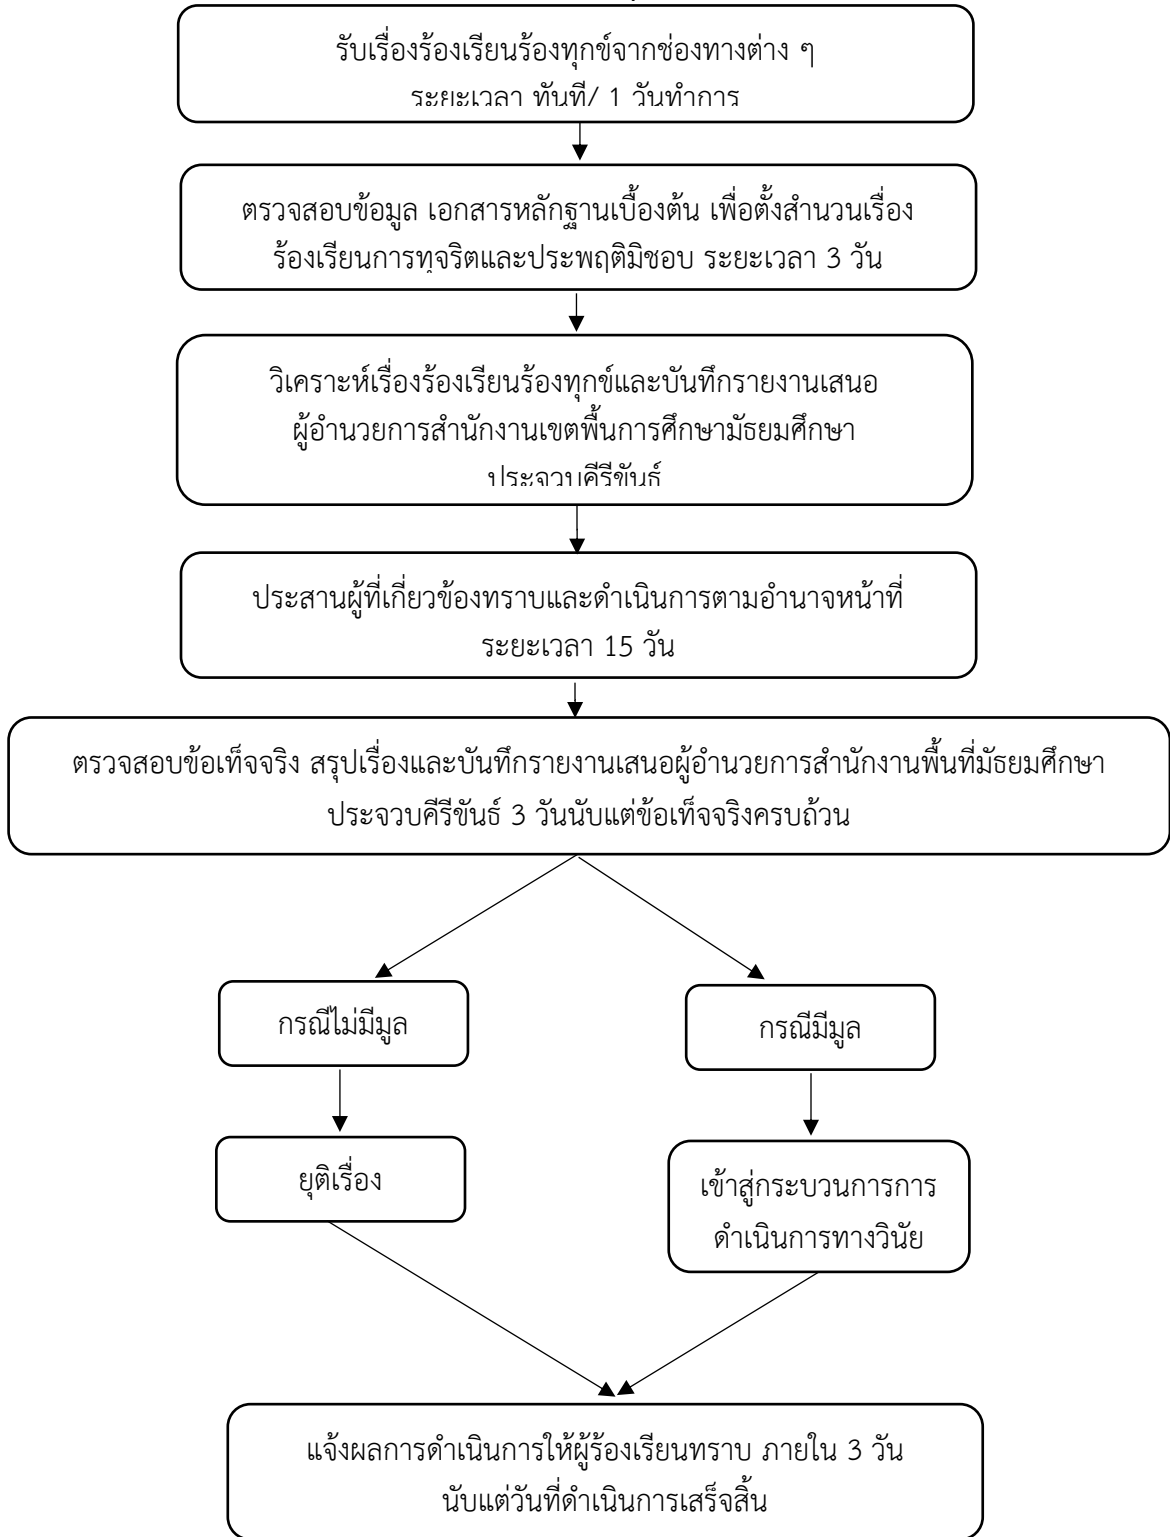 รับเรื่องร้องเรียนร้องทุกข์จากช่องทางต่าง ๆ
ระยะเวลา ทันที/ 1 วันทำการ
ตรวจสอบข้อมูล เอกสารหลักฐานเบื้องต้น เพื่อตั้งสำนวนเรื่อง
ร้องเรียนการทุจริตและประพฤติมิชอบ ระยะเวลา 3 วัน
วิเคราะห์เรื่องร้องเรียนร้องทุกข์และบันทึกรายงานเสนอ
ผู้อำนวยการสำนักงานเขตพื้นการศึกษามัธยมศึกษา
ประจวบคีรีขันธ์
ประสานผู้ที่เกี่ยวข้องทราบและดำเนินการตามอำนาจหน้าที่
ระยะเวลา 15 วัน
ตรวจสอบข้อเท็จจริง สรุปเรื่องและบันทึกรายงานเสนอผู้อำนวยการสำนักงานพื้นที่มัธยมศึกษา
ประจวบคีรีขันธ์ 3 วันนับแต่ข้อเท็จจริงครบถ้วน
กรณีไม่มีมูล
กรณีมีมูล
ยุติเรื่อง
เข้าสู่กระบวนการการ
ดำเนินการทางวินัย
แจ้งผลการดำเนินการให้ผู้ร้องเรียนทราบ ภายใน 3 วัน
นับแต่วันที่ดำเนินการเสร็จสิ้น